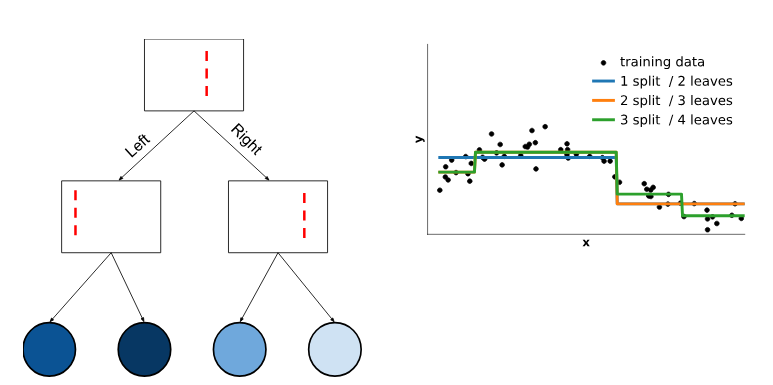 Left
Right
training data
1 split  / 2 leaves
2 split  / 3 leaves
3 split  / 4 leaves
y
x